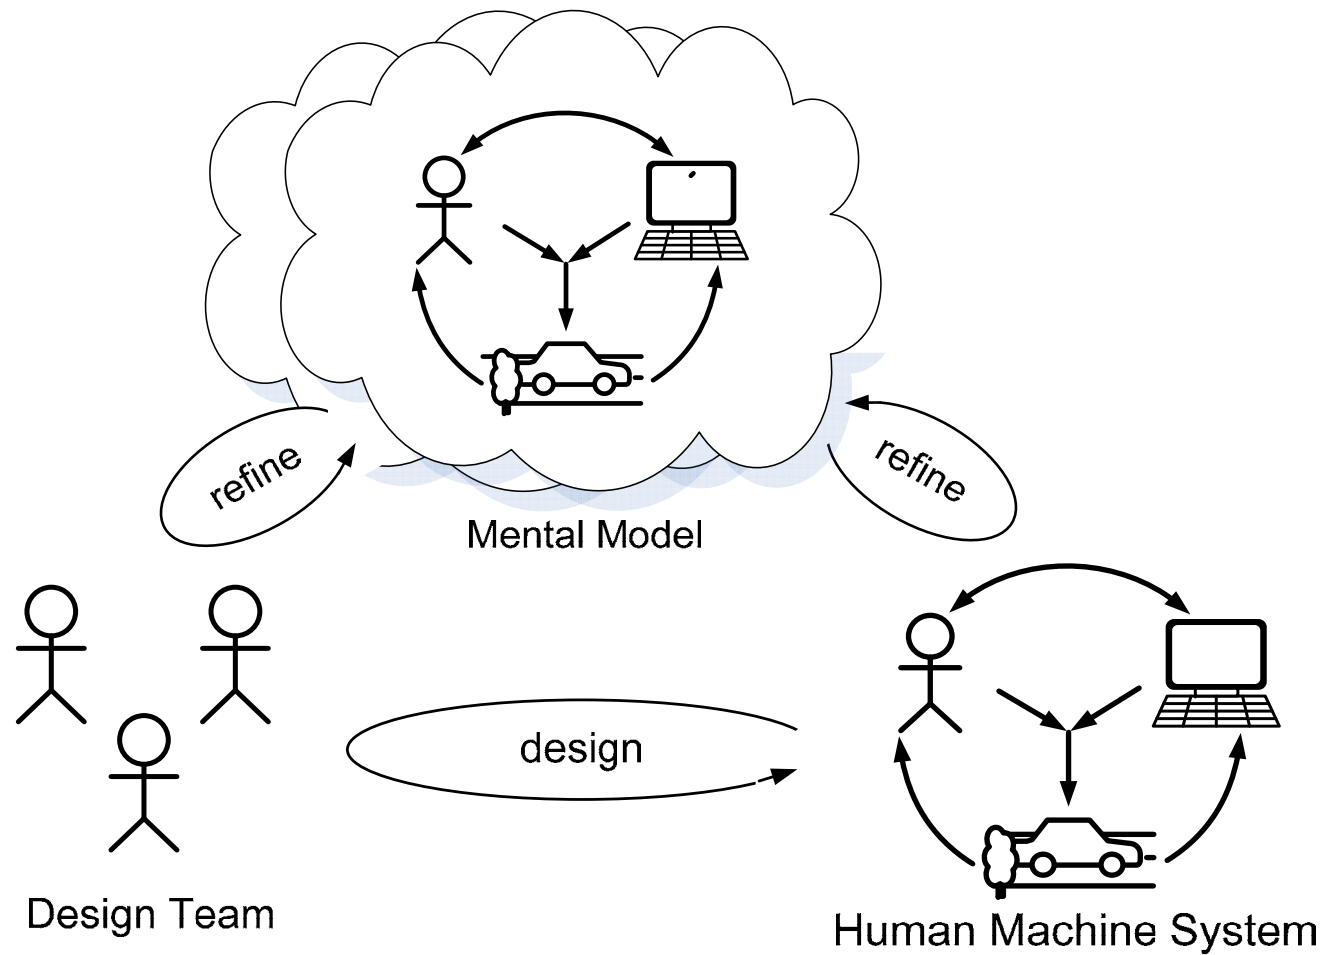 refine
refine
Mental Model
design
Design Team
Human Machine System